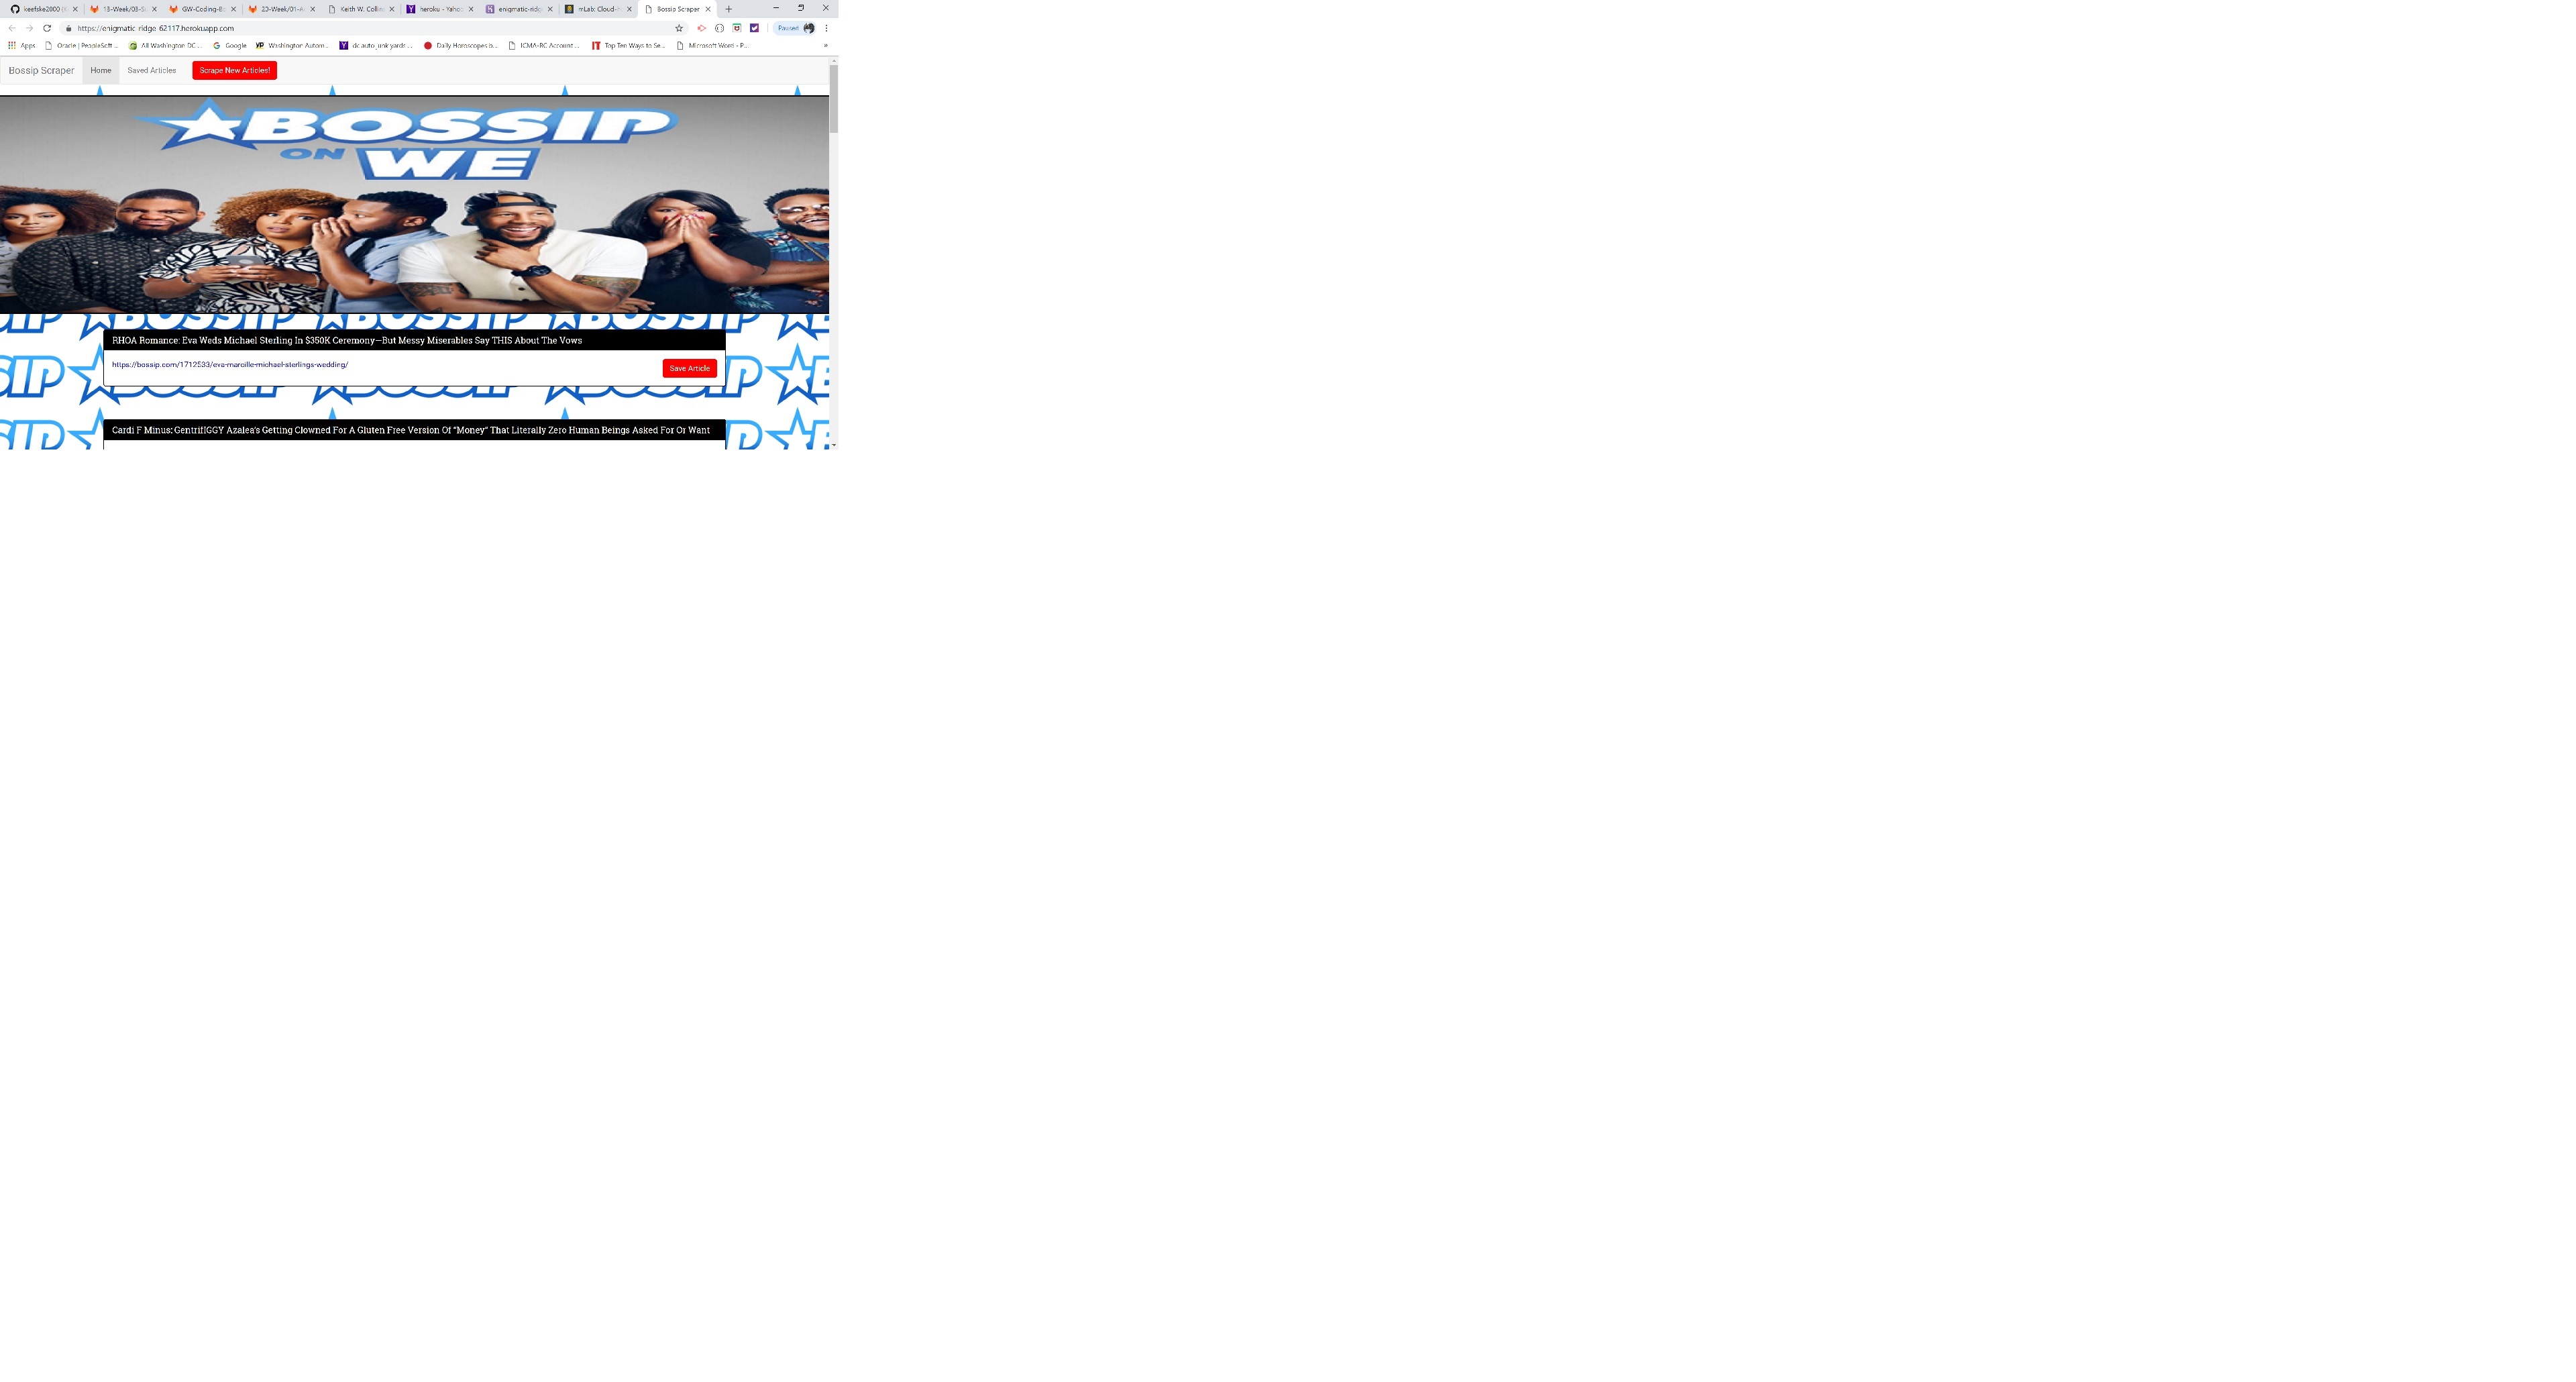 keefske2000
18-Week/03-S
GW-Coding-B
23-Week/01-A
Keith W. Collin
heroku - Yaho
enigmatic-ridg
mLab: Cloud-
Bossip Scraper
https://enigmatic-ridge-62117.herokuapp.com
Paused
Apps
Oracle | PeopleSoft ...
All Washington DC ...
Google
Washington Autom...
dc auto junk yards ...
Daily Horoscopes b...
ICMA-RC Account ...
Top Ten Ways to Se...
Microsoft Word - P...
»
Bossip Scraper
Home
Saved Articles
Scrape New Articles!
BOSSIP
ON WE
RHOA Romance: Eva Weds Michael Sterling In $350K Ceremony—But Messy Miserables Say THIS About The Vows
https://bossip.com/1712533/eva-marcille-michael-sterlings-wedding/
Save Article
Cardi F Minus: GentrifIGGY Azalea's Getting Clowned For A Gluten Free Version Of "Money" That Literally Zero Human Beings Asked For Or Want